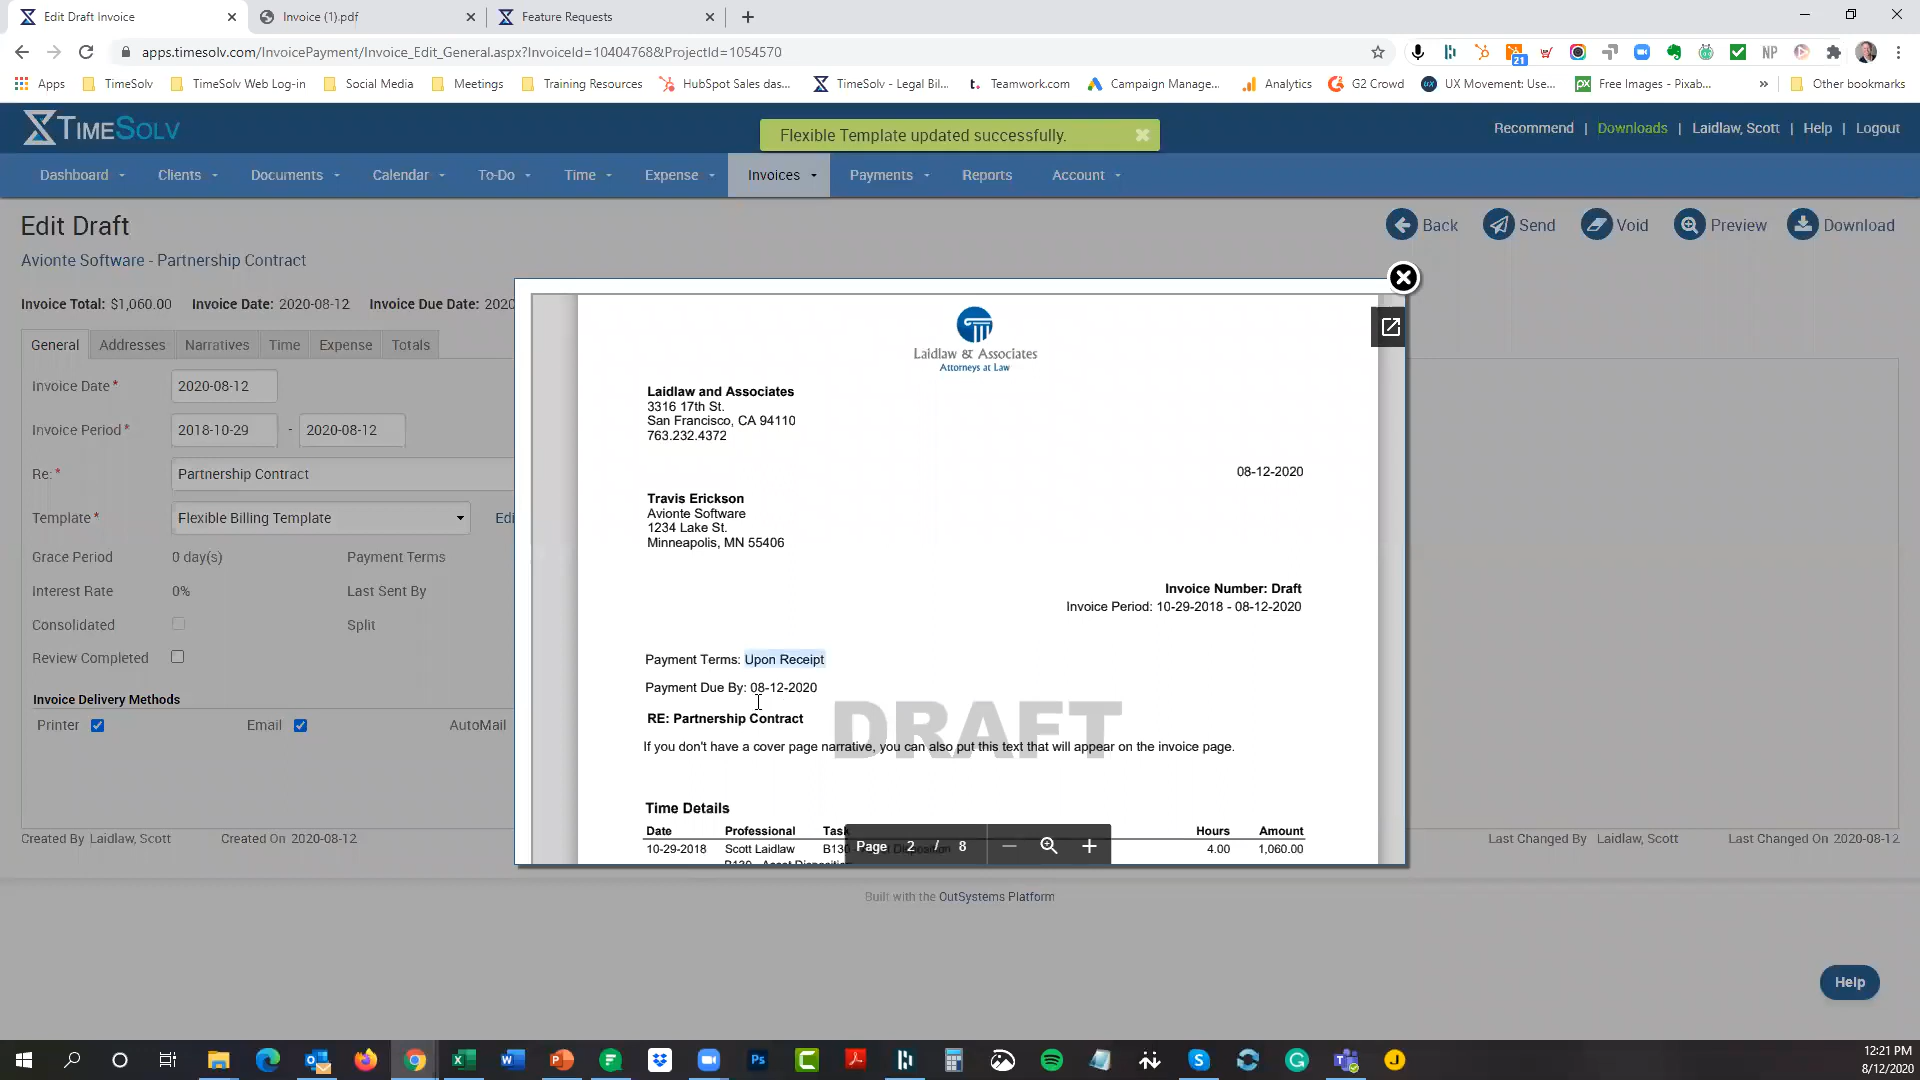 Edit Draft Invoice
Invoice (1).pdf
Feature Requests
apps.timesolv.com/InvoicePayment/Invoice_Edit_General.aspx?InvoiceId=10404768&ProjectId=1054570
21
NP
Apps
TimeSolv
TimeSolv Web Log-in
Social Media
Meetings
Training Resources
HubSpot Sales das...
TimeSolv - Legal Bil...
Teamwork.com
Campaign Manage...
Analytics
G2 Crowd
UX Movement: Use...
Free Images - Pixab...
»
Other bookmarks
TIMESOLV
Flexible Template updated successfully.
Recommend | Downloads | Laidlaw, Scott | Help | Logout
Dashboard
Clients
Documents
Calendar
To-Do
Time
Expense
Invoices
Payments
Reports
Account
Edit Draft
Back
Send
Void
Preview
Download
Avionte Software - Partnership Contract
Invoice Total: $1,060.00 Invoice Date: 2020-08-12 Invoice Due Date: 2020
General
Addresses
Narratives
Time
Expense
Totals
Invoice Date* 2020-08-12
Invoice Period* 2018-10-29 - 2020-08-12
Re:* Partnership Contract
Template* Flexible Billing Template Edi
Grace Period 0 day(s) Payment Terms
Interest Rate 0% Last Sent By
Consolidated Split
Review Completed
Invoice Delivery Methods
Printer Email AutoMail
Created By Laidlaw, Scott Created On 2020-08-12
Last Changed By Laidlaw, Scott Last Changed On 2020-08-12
Laidlaw & Associates
Attorneys at Law
Laidlaw and Associates
3316 17th St.
San Francisco, CA 94110
763.232.4372
08-12-2020
Travis Erickson
Avionte Software
1234 Lake St.
Minneapolis, MN 55406
Invoice Number: Draft
Invoice Period: 10-29-2018 - 08-12-2020
Payment Terms: Upon Receipt
Payment Due By: 08-12-2020
RE: Partnership Contract
DRAFT
If you don't have a cover page narrative, you can also put this text that will appear on the invoice page.
Time Details
Date Professional Task Hours Amount
10-29-2018 Scott Laidlaw B130 Disposition 4.00 1,060.00
Page 2 / 8
Built with the OutSystems Platform
Help
12:21 PM
8/12/2020